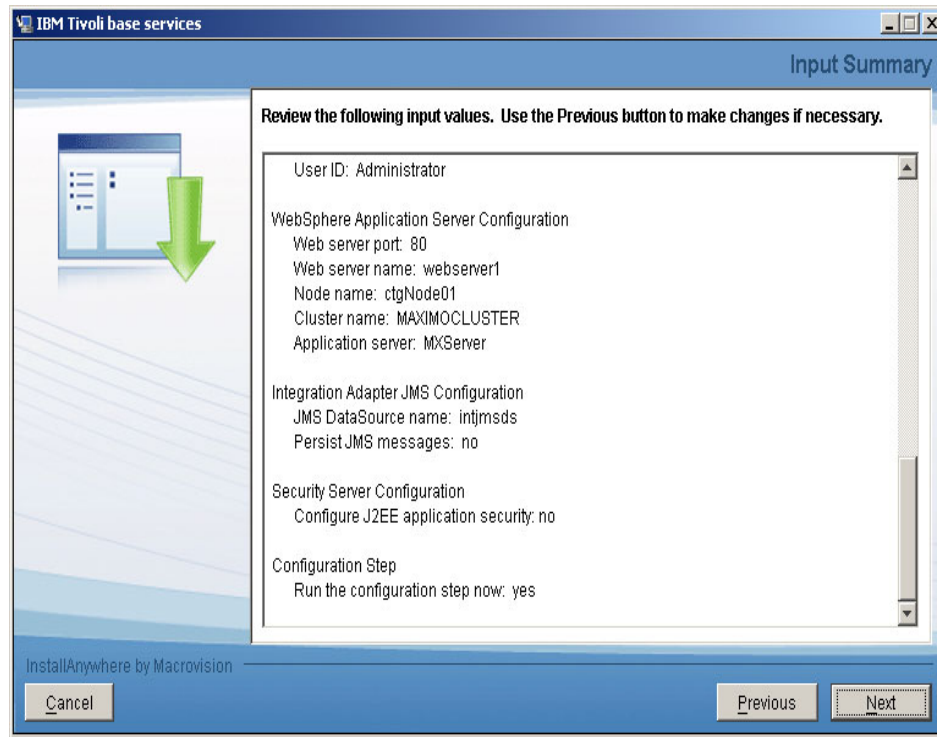 IBM Tivoli base services
Input Summary
Review the following input values. Use the Previous button to make changes if necessary.
User ID: Administrator
WebSphere Application Server Configuration
Web server port: 80
Web server name: webserver1
Node name: ctgNode01
Cluster name: MAXIMOCLUSTER
Application server: MXServer
Integration Adapter JMS Configuration
JMS DataSource name: intjmsds
Persist JMS messages: no
Security Server Configuration
Configure J2EE application security: no
Configuration Step
Run the configuration step now: yes
InstallAnywhere by Macrovision
Cancel
Previous
Next